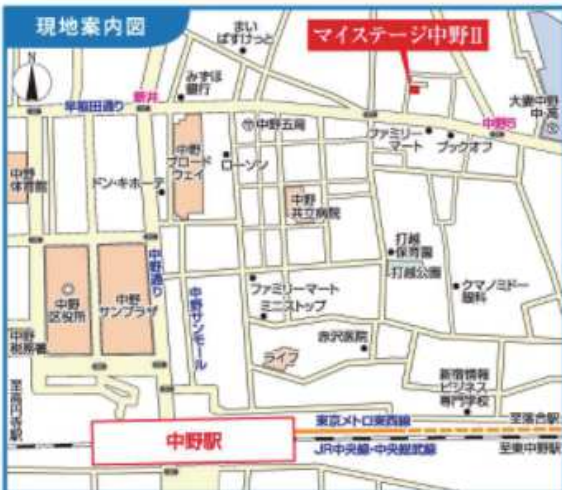 現地案内図
まい
ばすけっと
マイステージ中野Ⅱ
N
みずほ
銀行
新井
早稲田通り
大妻中野
中・高
中野五局
ファミリー
マート
ブックオフ
中野5
中野
ブロード
ウェイ
ローソン
中野
体育館
ドン・キホーテ
中野
共立病院
打越
保育園
打越公園
中野通り
中野
区役所
中野
サンプラザ
中野サンモール
ファミリーマート
ミニストップ
クマノミドー
眼科
中野
税務署
赤沢医院
ライフ
新宿情報
ビジネス
専門学校
至高円寺駅
中野駅
東京メトロ東西線
至落合駅
JR中央線・中央総武線
至東中野駅